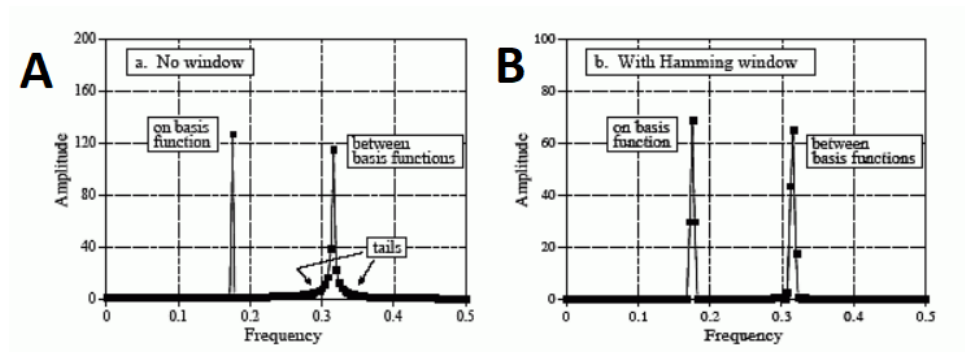 A
a. No window
200
160
120
80
40
0
Amplitude
on basis
function
between
basis functions
tails
0
0.1
0.2
0.3
0.4
0.5
Frequency
B
b. With Hamming window
100
80
60
40
20
0
Amplitude
on basis
function
between
basis functions
0
0.1
0.2
0.3
0.4
0.5
Frequency